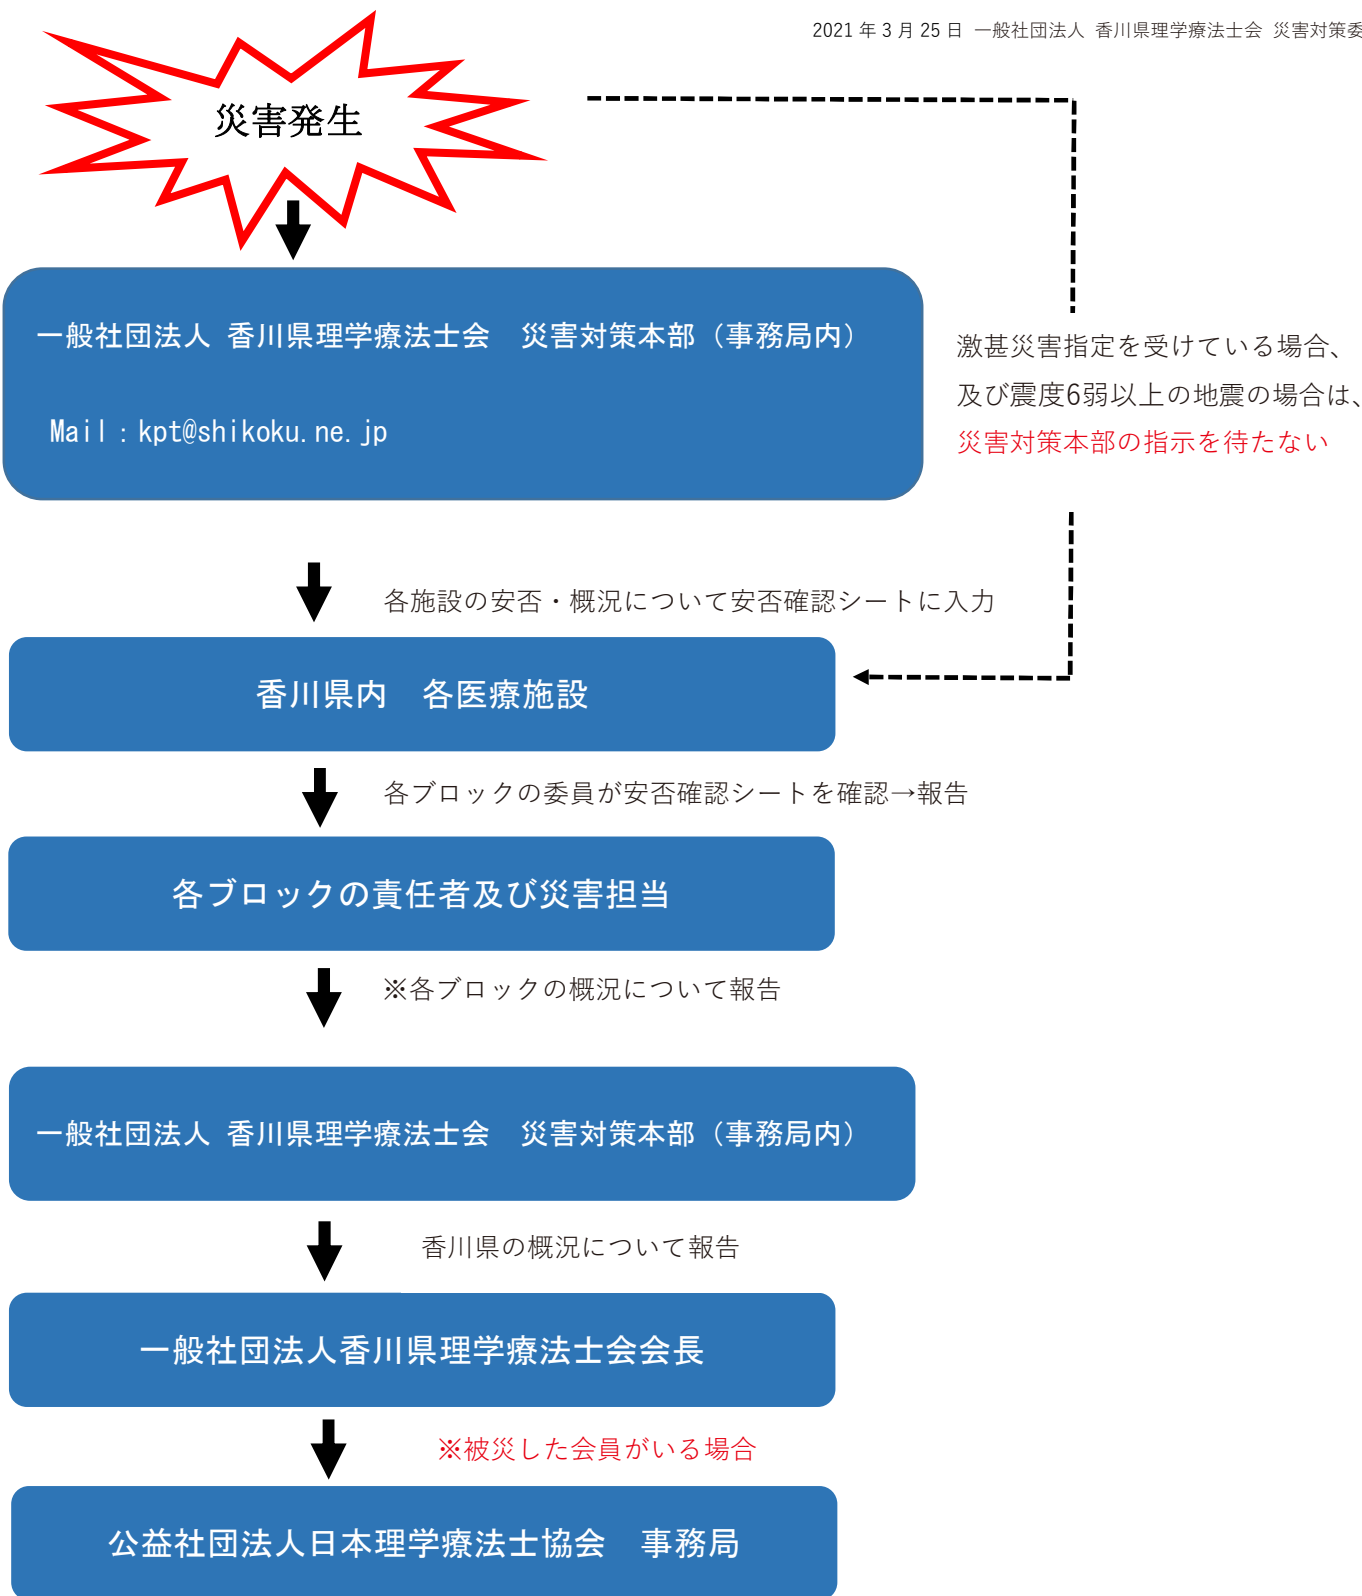 2021年3月25日 一般社団法人 香川県理学療法士会 災害対策委
災害発生
一般社団法人 香川県理学療法士会　災害対策本部（事務局内）
Mail：kpt@shikoku.ne.jp
激甚災害指定を受けている場合、
及び震度6弱以上の地震の場合は、
災害対策本部の指示を待たない
各施設の安否・概況について安否確認シートに入力
香川県内　各医療施設
各ブロックの委員が安否確認シートを確認→報告
各ブロックの責任者及び災害担当
※各ブロックの概況について報告
一般社団法人 香川県理学療法士会　災害対策本部（事務局内）
香川県の概況について報告
一般社団法人香川県理学療法士会会長
※被災した会員がいる場合
公益社団法人日本理学療法士協会　事務局